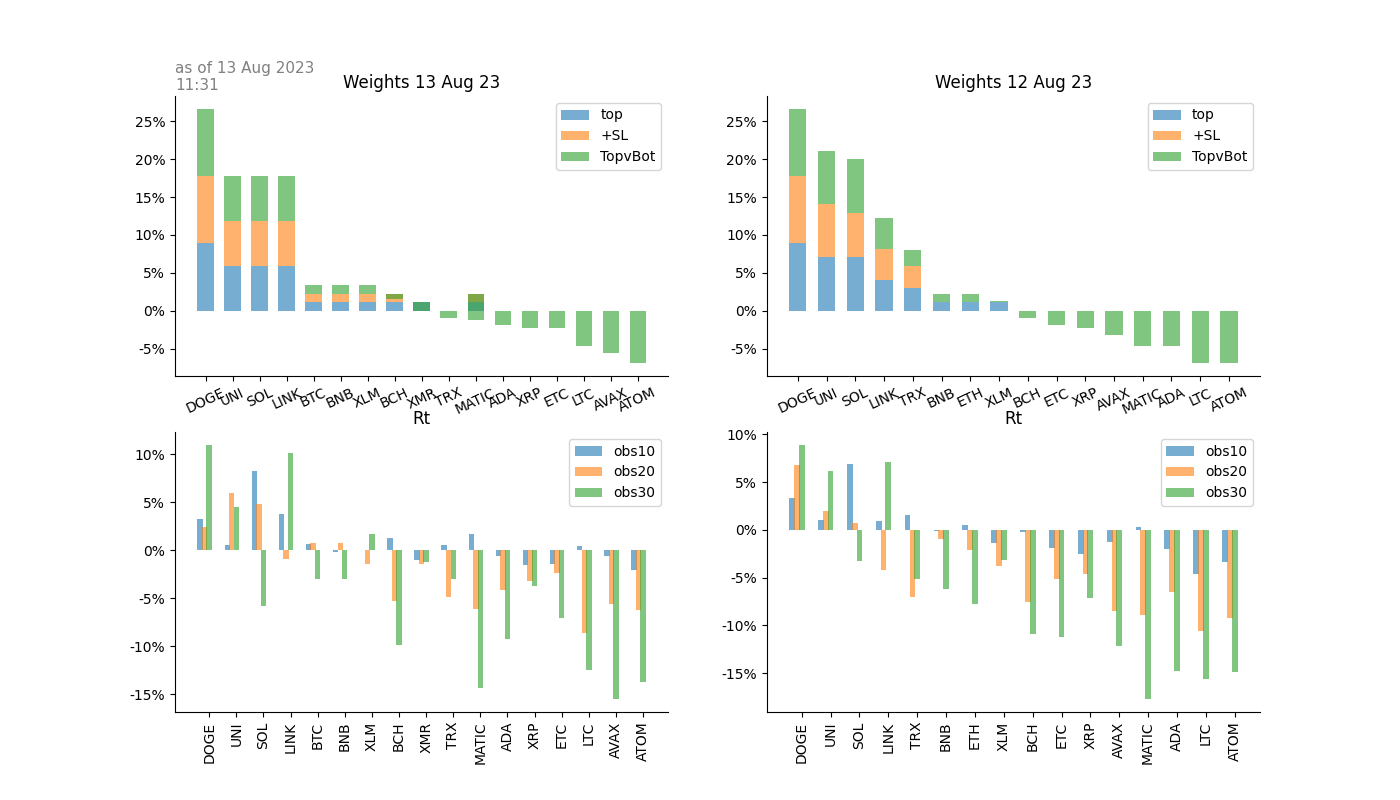 as of 13 Aug 2023
11:31
Weights 13 Aug 23
top
+SL
TopvBot
25%
20%
15%
10%
5%
0%
-5%
DOGE UNI SOL LINK BTC BNB XLM BCH XMR TRX MATIC ADA XRP ETC LTC AVAX ATOM
Weights 12 Aug 23
top
+SL
TopvBot
25%
20%
15%
10%
5%
0%
-5%
DOGE UNI SOL LINK TRX BNB ETH XLM BCH ETC XRP AVAX MATIC ADA LTC ATOM
Rt
obs10
obs20
obs30
10%
5%
0%
-5%
-10%
-15%
DOGE UNI SOL LINK BTC BNB XLM BCH XMR TRX MATIC ADA XRP ETC LTC AVAX ATOM
Rt
obs10
obs20
obs30
10%
5%
0%
-5%
-10%
-15%
DOGE UNI SOL LINK TRX BNB ETH XLM BCH ETC XRP AVAX MATIC ADA LTC ATOM